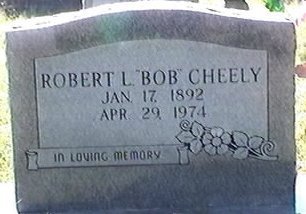 ROBERT L. "BOB" CHEELY
JAN. 17, 1892
APR. 29, 1974
IN LOVING MEMORY